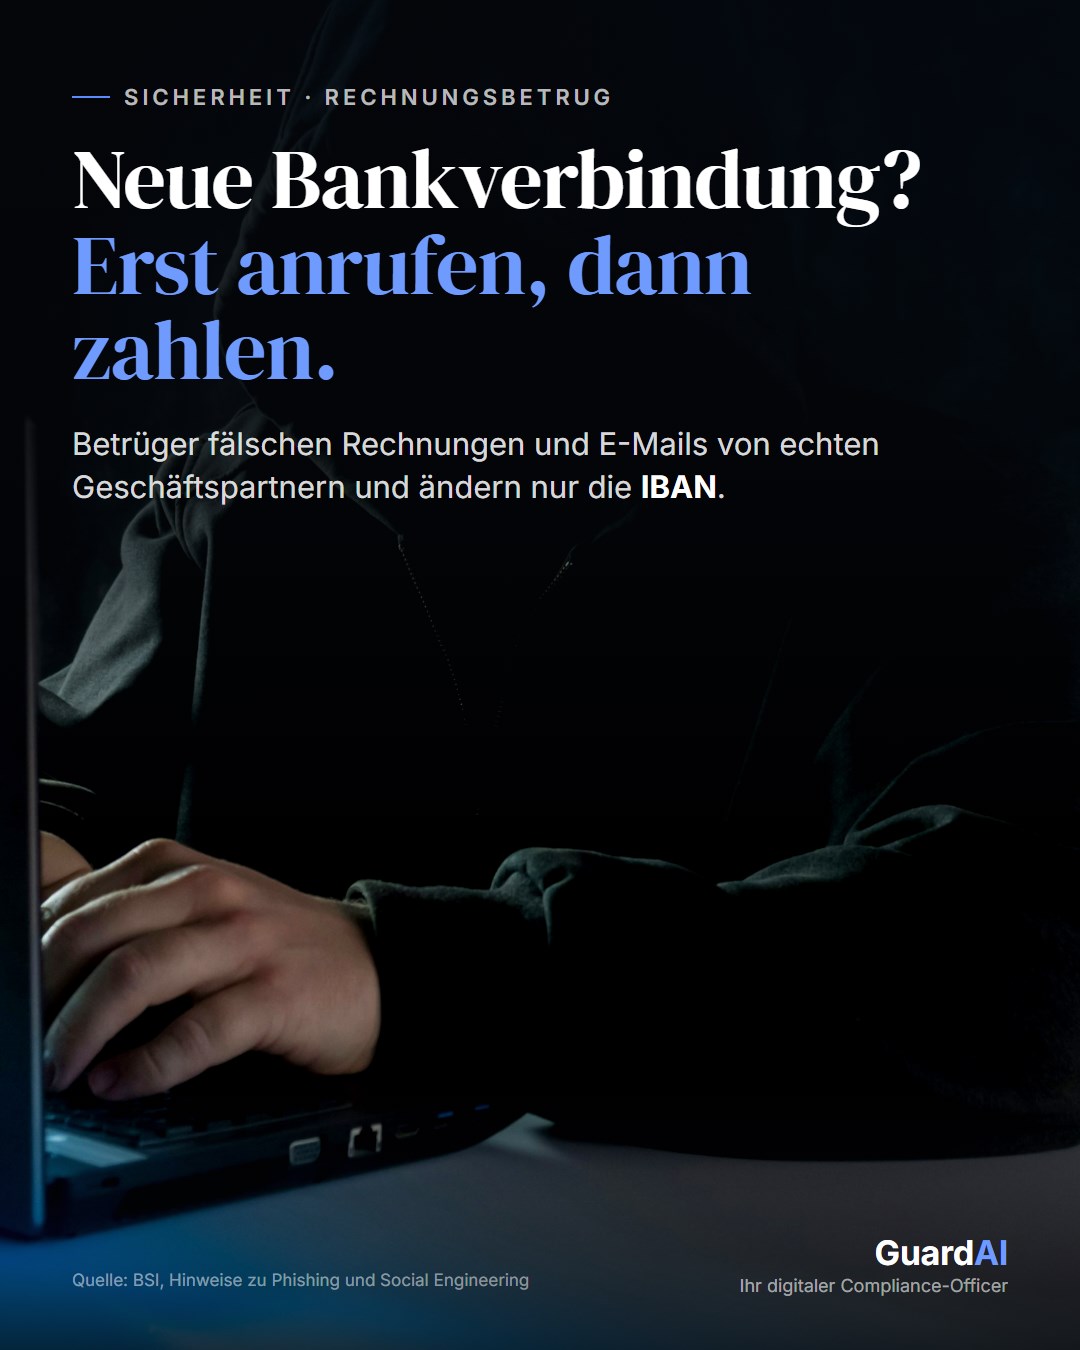 SICHERHEIT · RECHNUNGSBETRUG
Neue Bankverbindung?
Erst anrufen, dann
zahlen.
Betrüger fälschen Rechnungen und E-Mails von echten
Geschäftspartnern und ändern nur die IBAN.
Quelle: BSI, Hinweise zu Phishing und Social Engineering
GuardAI
Ihr digitaler Compliance-Officer